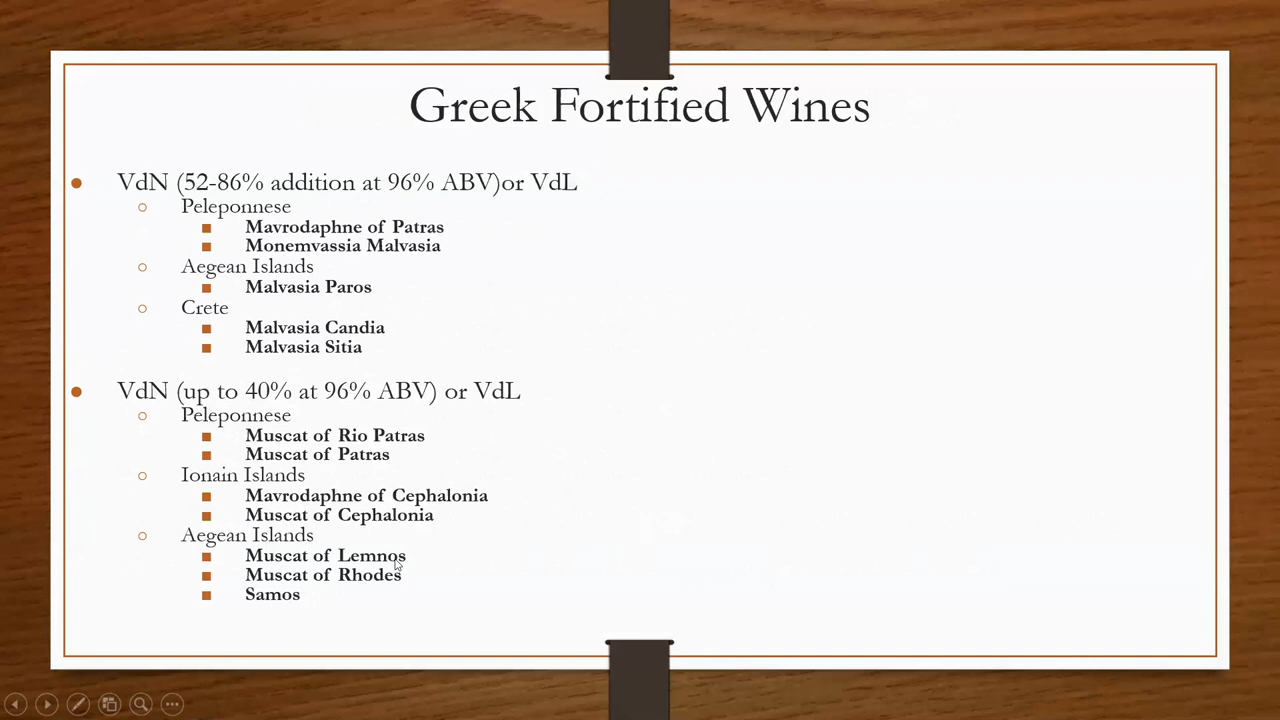 Greek Fortified Wines
VdN (52-86% addition at 96% ABV)or VdL
Peleponnese
Mavrodaphne of Patras
Monemvassia Malvasia
Aegean Islands
Malvasia Paros
Crete
Malvasia Candia
Malvasia Sitia
VdN (up to 40% at 96% ABV) or VdL
Peleponnese
Muscat of Rio Patras
Muscat of Patras
Ionain Islands
Mavrodaphne of Cephalonia
Muscat of Cephalonia
Aegean Islands
Muscat of Lemnos
Muscat of Rhodes
Samos